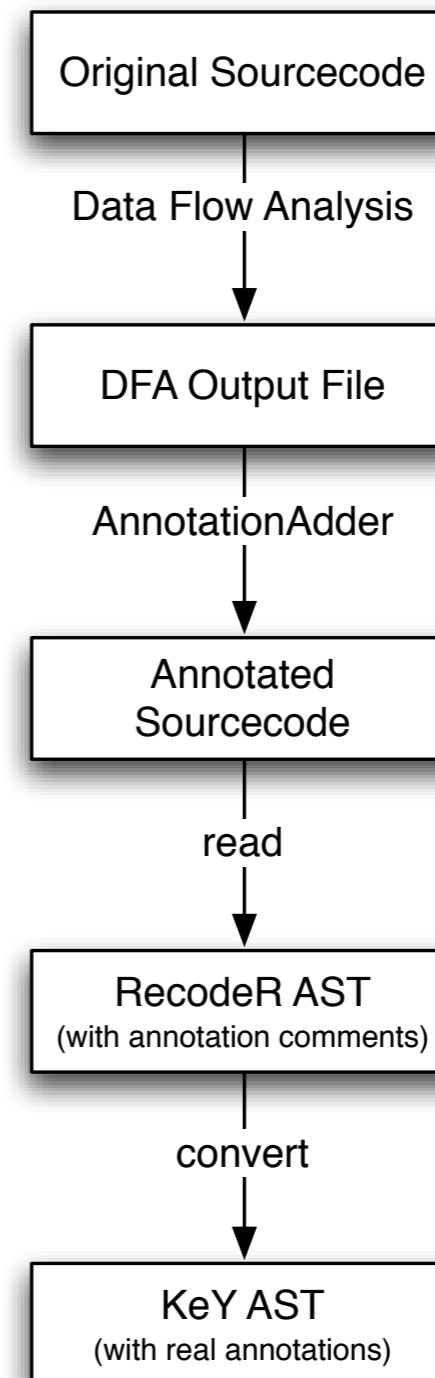 Original Sourcecode
Data Flow Analysis
DFA Output File
AnnotationAdder
Annotated
Sourcecode
read
RecodeR AST
(with annotation comments)
convert
KeY AST
(with real annotations)